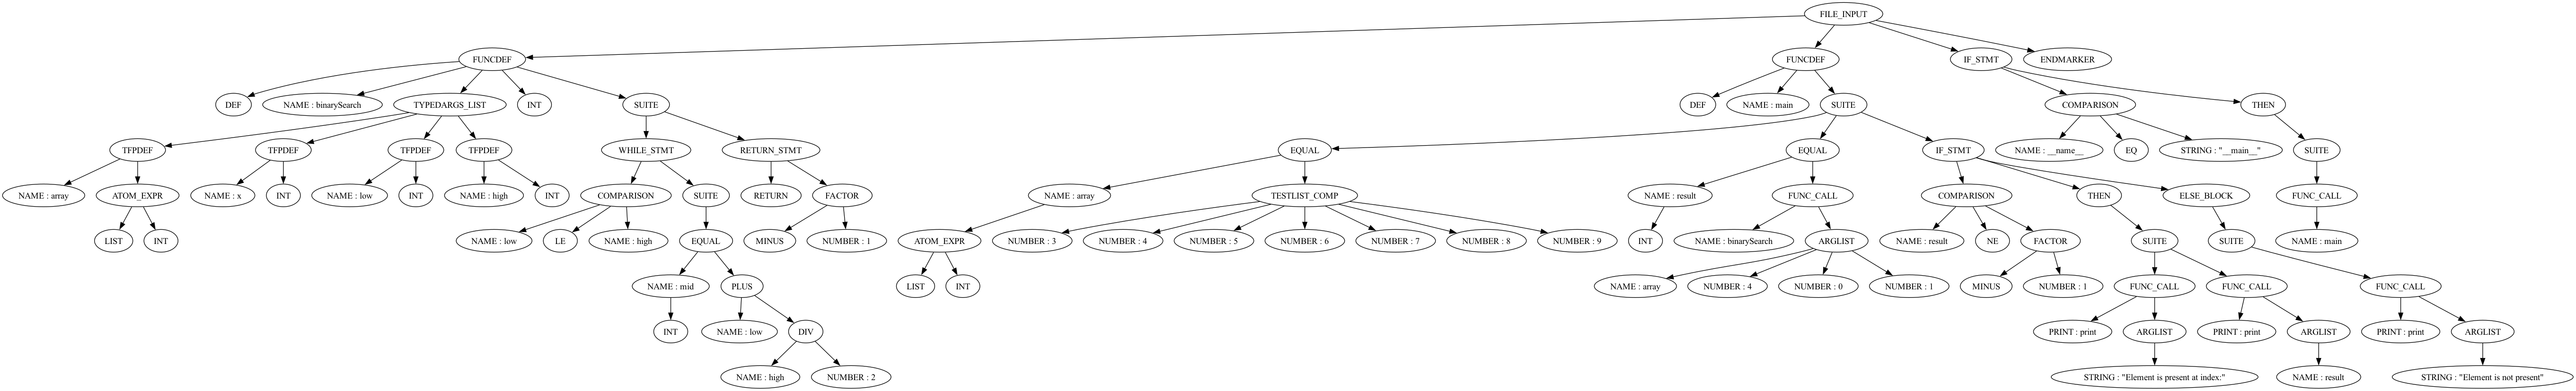 FILE_INPUT
FUNCDEF
FUNCDEF
IF_STMT
ENDMARKER
DEF
NAME : binarySearch
TYPEDARGS_LIST
INT
SUITE
DEF
NAME : main
SUITE
COMPARISON
THEN
TFPDEF
TFPDEF
TFPDEF
TFPDEF
WHILE_STMT
RETURN_STMT
EQUAL
EQUAL
IF_STMT
NAME : __name__
EQ
STRING : "__main__"
SUITE
NAME : array
ATOM_EXPR
NAME : x
INT
NAME : low
INT
NAME : high
INT
COMPARISON
SUITE
RETURN
FACTOR
NAME : array
TESTLIST_COMP
NAME : result
FUNC_CALL
COMPARISON
THEN
ELSE_BLOCK
FUNC_CALL
LIST
INT
NAME : low
LE
NAME : high
EQUAL
MINUS
NUMBER : 1
ATOM_EXPR
NUMBER : 3
NUMBER : 4
NUMBER : 5
NUMBER : 6
NUMBER : 7
NUMBER : 8
NUMBER : 9
INT
NAME : binarySearch
ARGLIST
NAME : result
NE
FACTOR
SUITE
SUITE
NAME : main
NAME : mid
PLUS
LIST
INT
NAME : array
NUMBER : 4
NUMBER : 0
NUMBER : 1
MINUS
NUMBER : 1
FUNC_CALL
FUNC_CALL
FUNC_CALL
INT
NAME : low
DIV
PRINT : print
ARGLIST
PRINT : print
ARGLIST
PRINT : print
ARGLIST
NAME : high
NUMBER : 2
STRING : "Element is present at index:"
NAME : result
STRING : "Element is not present"